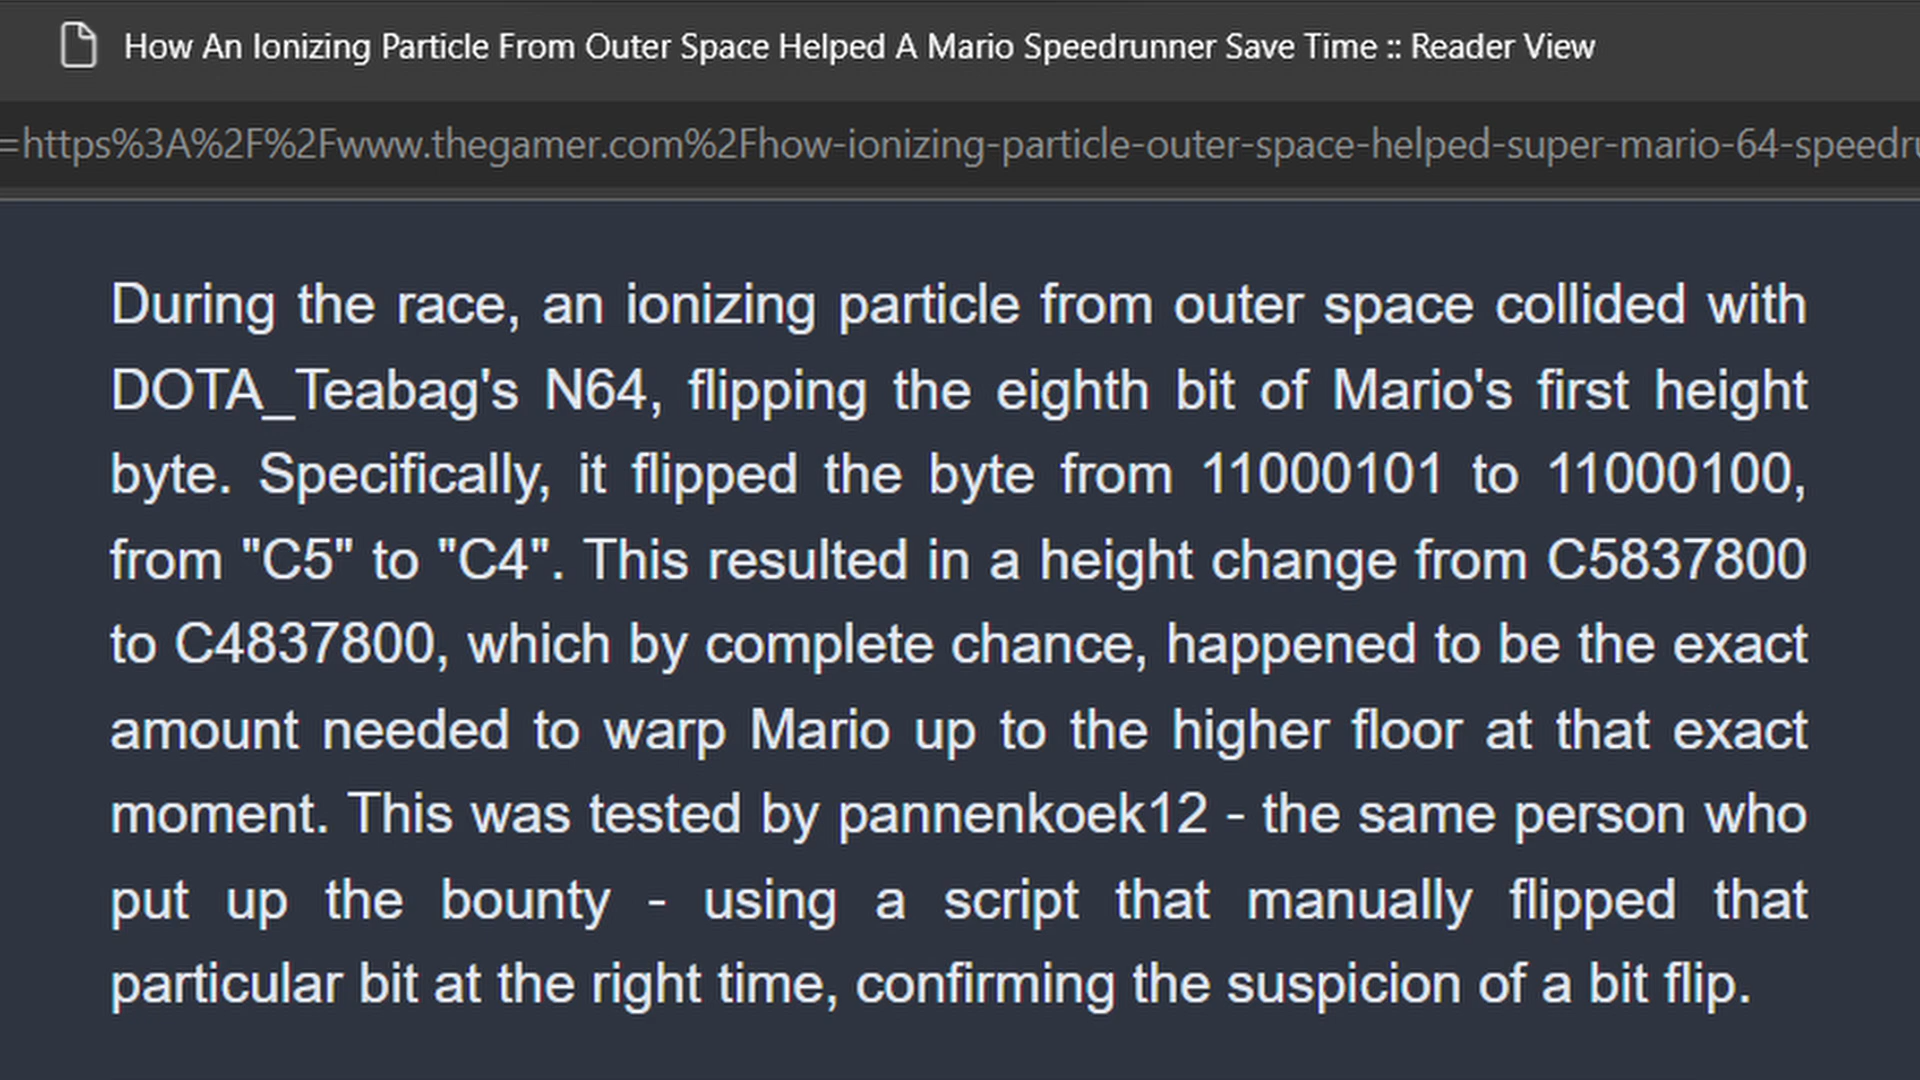 How An Ionizing Particle From Outer Space Helped A Mario Speedrunner Save Time :: Reader View
=https%3A%2F%2Fwww.thegamer.com%2Fhow-ionizing-particle-outer-space-helped-super-mario-64-speedru
During the race, an ionizing particle from outer space collided with
DOTA_Teabag's N64, flipping the eighth bit of Mario's first height
byte. Specifically, it flipped the byte from 11000101 to 11000100,
from "C5" to "C4". This resulted in a height change from C5837800
to C4837800, which by complete chance, happened to be the exact
amount needed to warp Mario up to the higher floor at that exact
moment. This was tested by pannenkoek12 - the same person who
put up the bounty - using a script that manually flipped that
particular bit at the right time, confirming the suspicion of a bit flip.